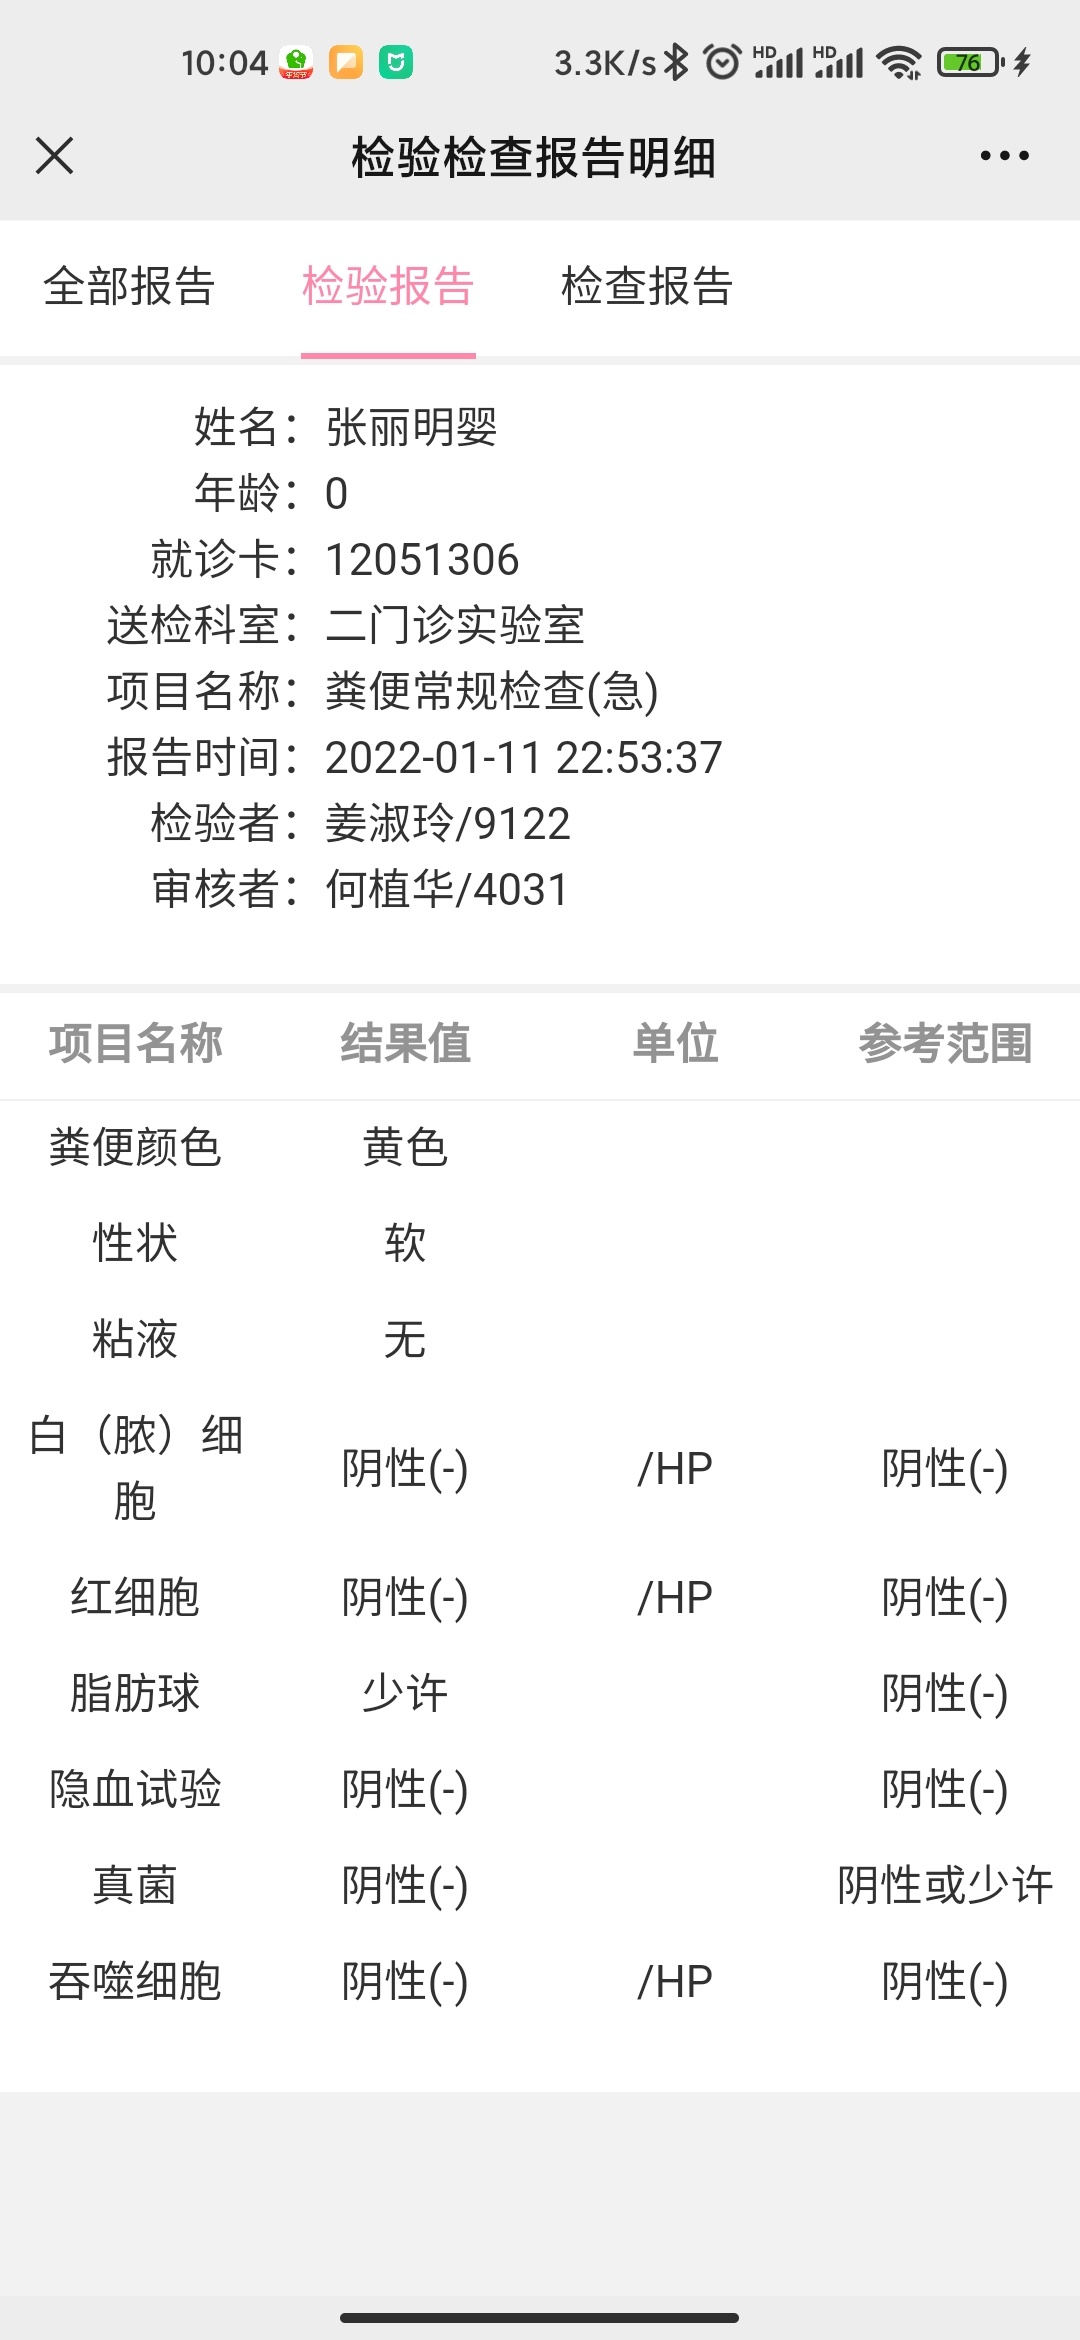 10:04 3.3K/s HD HD 76
检验检查报告明细
全部报告 检验报告 检查报告
姓名：张丽明婴
年龄：0
就诊卡：12051306
送检科室：二门诊实验室
项目名称：粪便常规检查(急)
报告时间：2022-01-11 22:53:37
检验者：姜淑玲/9122
审核者：何植华/4031
项目名称 结果值 单位 参考范围
粪便颜色 黄色
性状 软
粘液 无
白（脓）细
胞 阴性(-) /HP 阴性(-)
红细胞 阴性(-) /HP 阴性(-)
脂肪球 少许 阴性(-)
隐血试验 阴性(-) 阴性(-)
真菌 阴性(-) 阴性或少许
吞噬细胞 阴性(-) /HP 阴性(-)